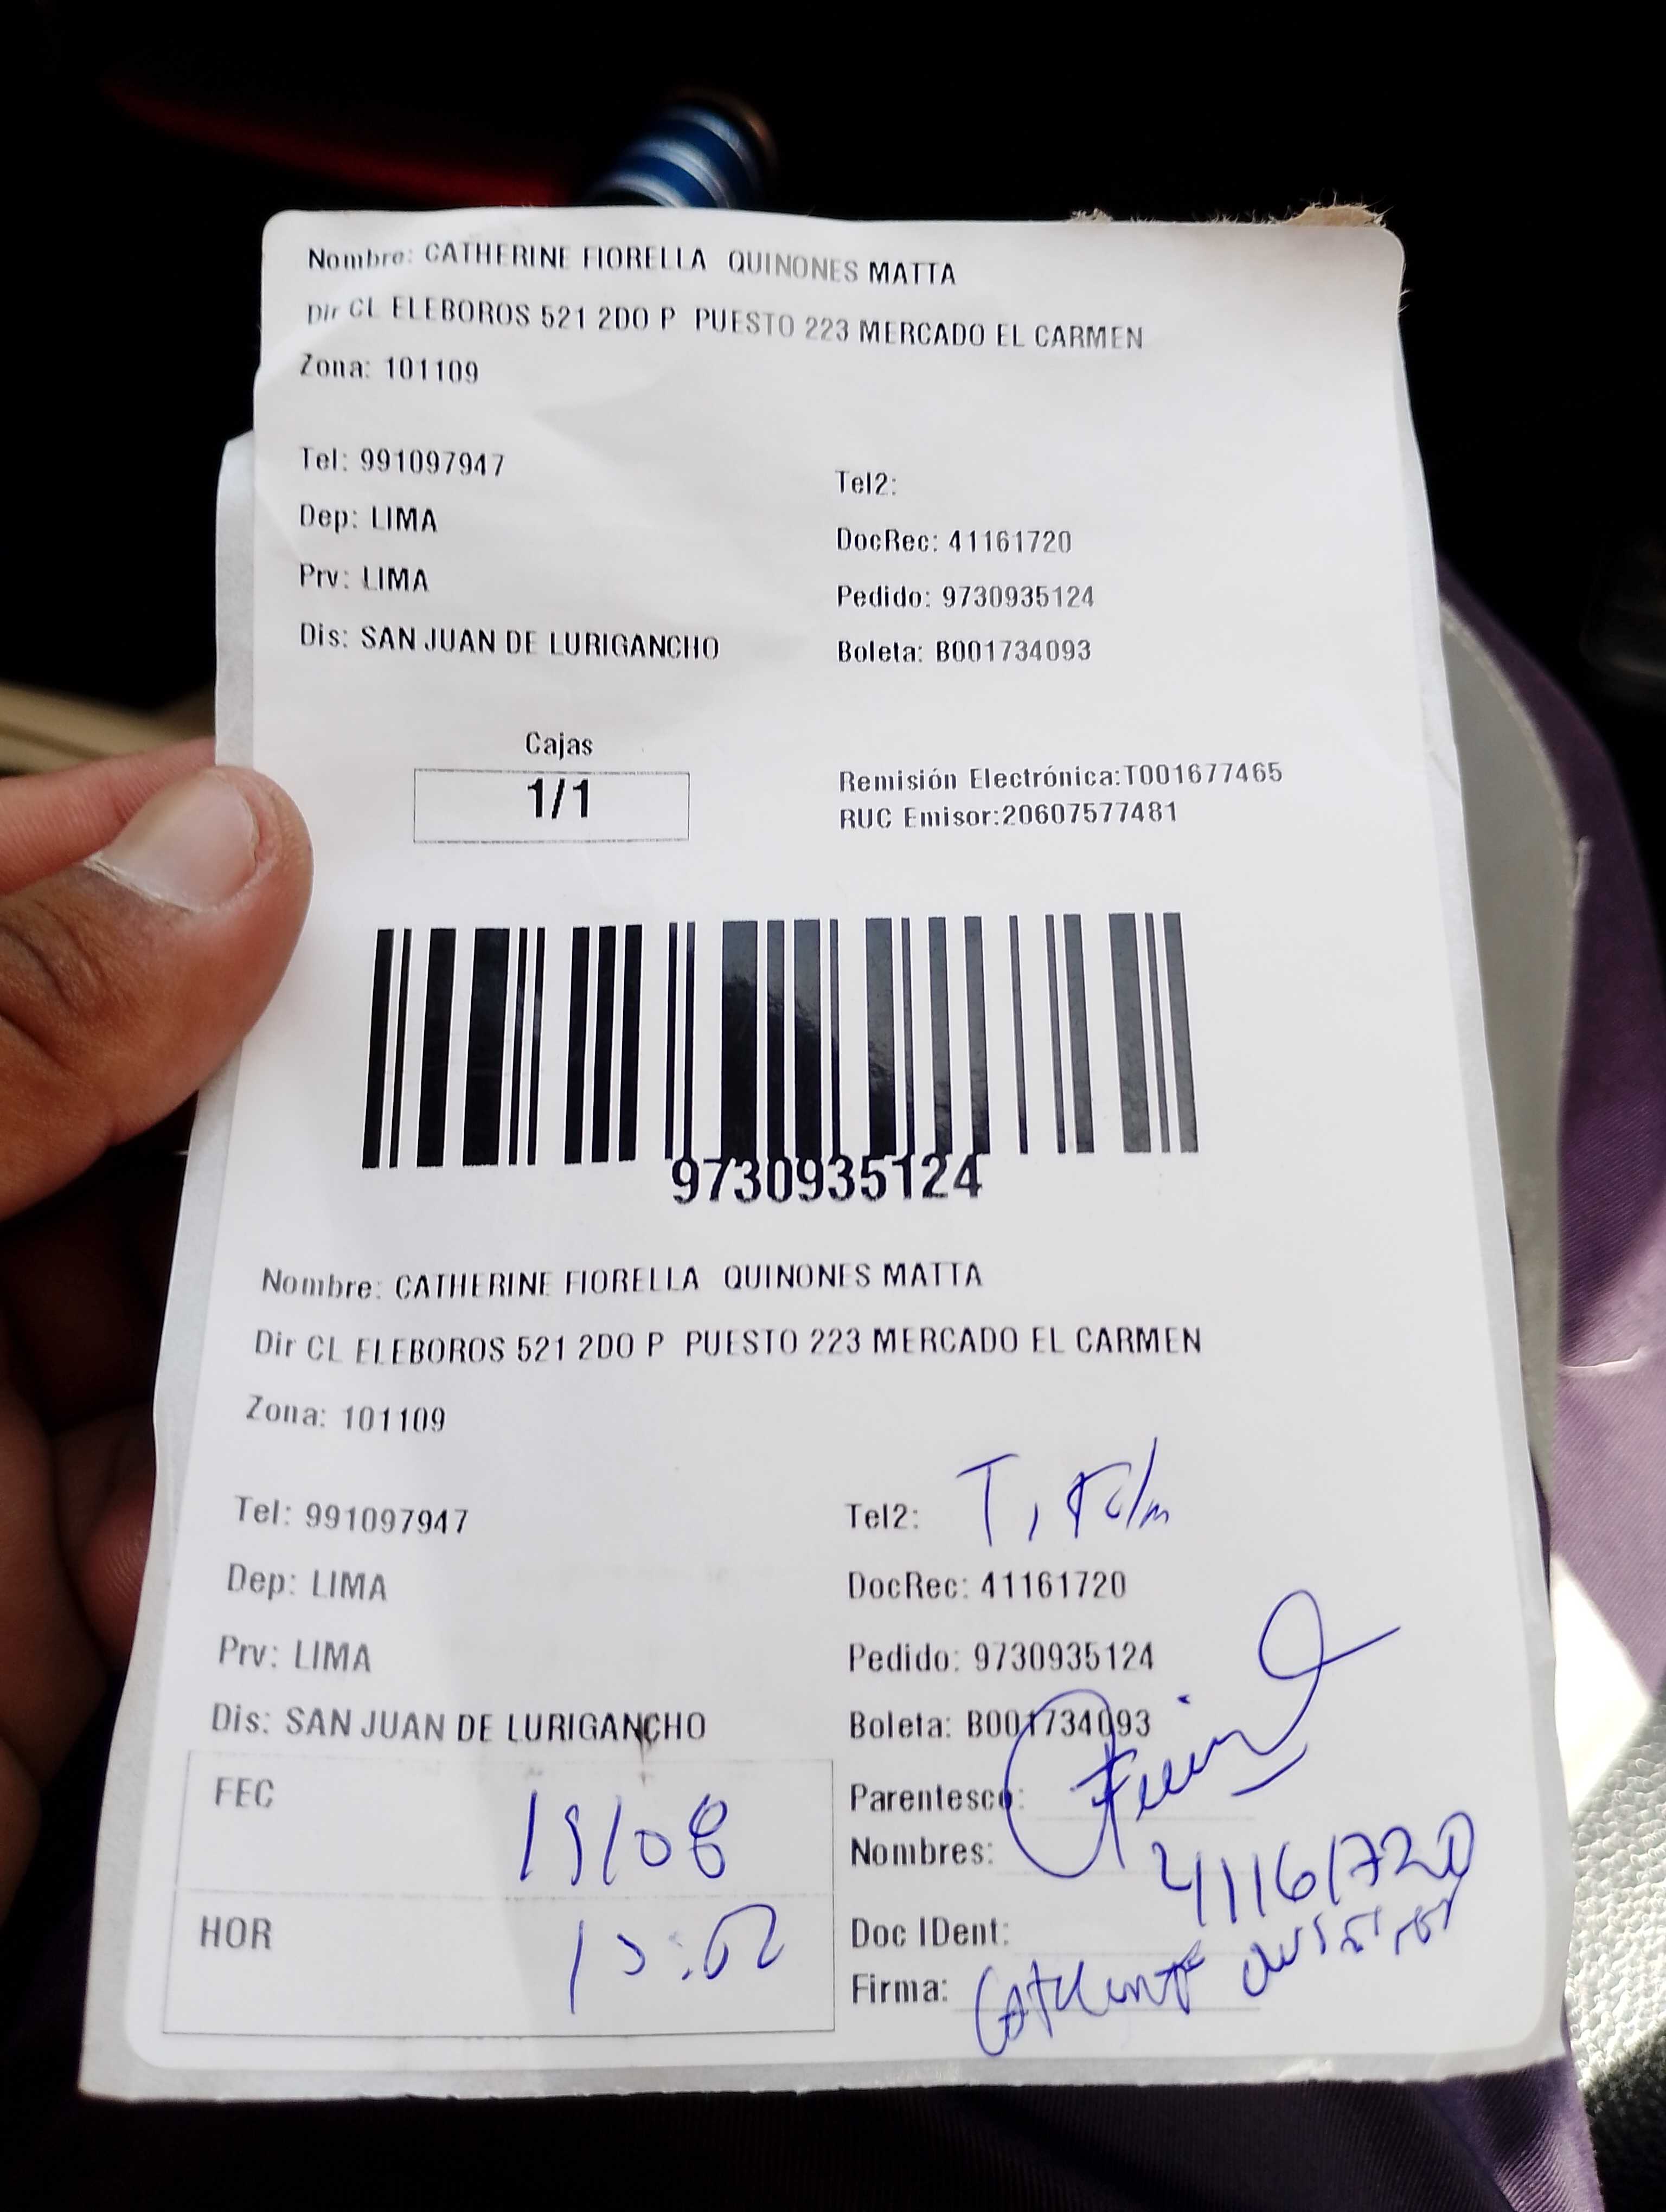 Nombre: CATHERINE FIORELLA QUINONES MATTA
Dir CL ELEBOROS 521 2DO P PUESTO 223 MERCADO EL CARMEN
Zona: 101109
Tel: 991097947
Tel2:
Dep: LIMA
DocRec: 41161720
Prv: LIMA
Pedido: 9730935124
Dis: SAN JUAN DE LURIGANCHO
Boleta: B001734093
Cajas
1/1
Remisión Electrónica:T001677465
RUC Emisor:20607577481
9730935124
Nombre: CATHERINE FIORELLA QUINONES MATTA
Dir CL ELEBOROS 521 2DO P PUESTO 223 MERCADO EL CARMEN
Zona: 101109
Tel: 991097947
Tel2:
Dep: LIMA
DocRec: 41161720
Prv: LIMA
Pedido: 9730935124
Dis: SAN JUAN DE LURIGANCHO
Boleta: B001734093
FEC
Parentesco:
Nombres:
41161720
HOR
Doc IDent:
Firma: